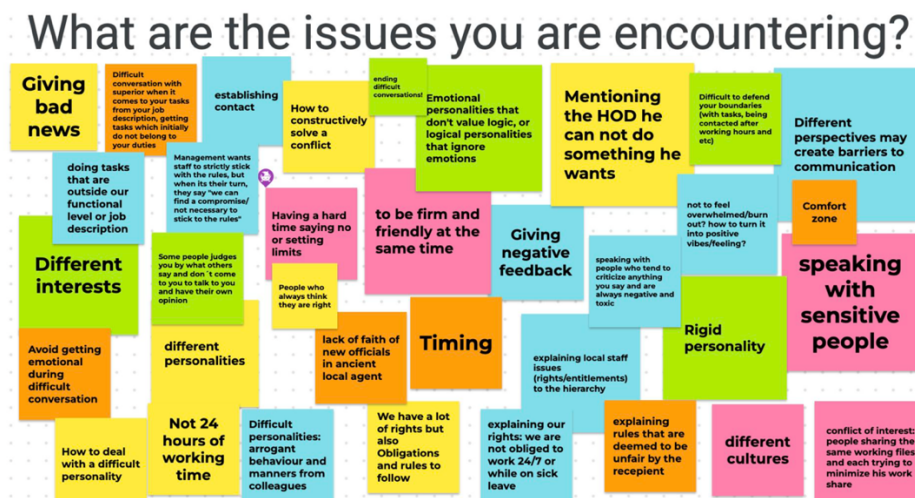 What are the issues you are encountering?
Giving
bad
news
Difficult
conversation with
superior when it
comes to your tasks
from your job
description, getting
tasks which initially
do not belong to
your duties
establishing
contact
How to
constructively
solve a
conflict
ending
difficult
conversations!
Emotional
personalities that
don't value logic, or
logical personalities
that ignore
emotions
Mentioning
the HOD he
can not do
something he
wants
Difficult to defend
your boundaries
(with tasks, being
contacted after
working hours and
etc)
Different
perspectives may
create barriers to
communication
doing tasks
that are
outside our
functional
level or job
description
Management wants
staff to strictly stick
with the rules, but
when its their turn,
they say "we can
find a compromise/
not necessary to
stick to the rules"
Having a hard
time saying no
or setting
limits
to be firm and
friendly at the
same time
Giving
negative
feedback
not to feel
overwhelmed/burn
out? how to turn it
into positive
vibes/feeling?
Comfort
zone
Different
interests
Some people judges
you by what others
say and don´t come
to you to talk to you
and have their own
opinion
People who
always think
they are right
speaking with
people who tend to
criticize anything
you say and are
always negative and
toxic
speaking
with
sensitive
people
Avoid getting
emotional
during
difficult
conversation
different
personalities
lack of faith of
new officials
in ancient
local agent
Timing
explaining local staff
issues
(rights/entitlements)
to the hierarchy
Rigid
personality
How to deal
with a difficult
personality
Not 24
hours of
working
time
Difficult
personalities:
arrogant
behaviour and
manners from
colleagues
We have a lot
of rights but
also
Obligations
and rules to
follow
explaining our
rights: we are
not obliged to
work 24/7 or
while on sick
leave
explaining
rules that are
deemed to be
unfair by the
recepient
different
cultures
conflict of interest:
people sharing the
same working files
and each trying to
minimize his work
share